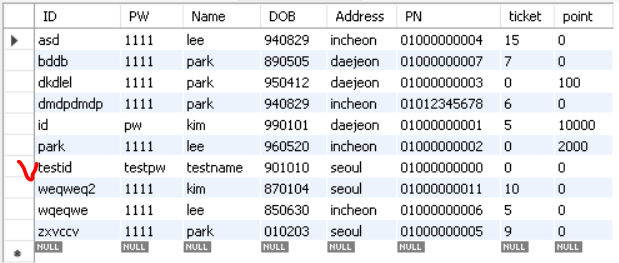 ID PW Name DOB Address PN ticket point
asd 1111 lee 940829 incheon 01000000004 15 0
bddb 1111 park 890505 daejeon 01000000007 7 0
dkdlel 1111 park 950412 daejeon 01000000003 0 100
dmdpdmdp 1111 park 940829 incheon 01012345678 6 0
id pw kim 990101 daejeon 01000000001 5 10000
park 1111 lee 960520 incheon 01000000002 0 2000
testid testpw testname 901010 seoul 01000000000 0 0
weqweq2 1111 kim 870104 seoul 01000000011 10 0
wqeqwe 1111 lee 850630 incheon 01000000006 5 0
zxvccv 1111 park 010203 seoul 01000000005 9 0
NULL NULL NULL NULL NULL NULL NULL NULL